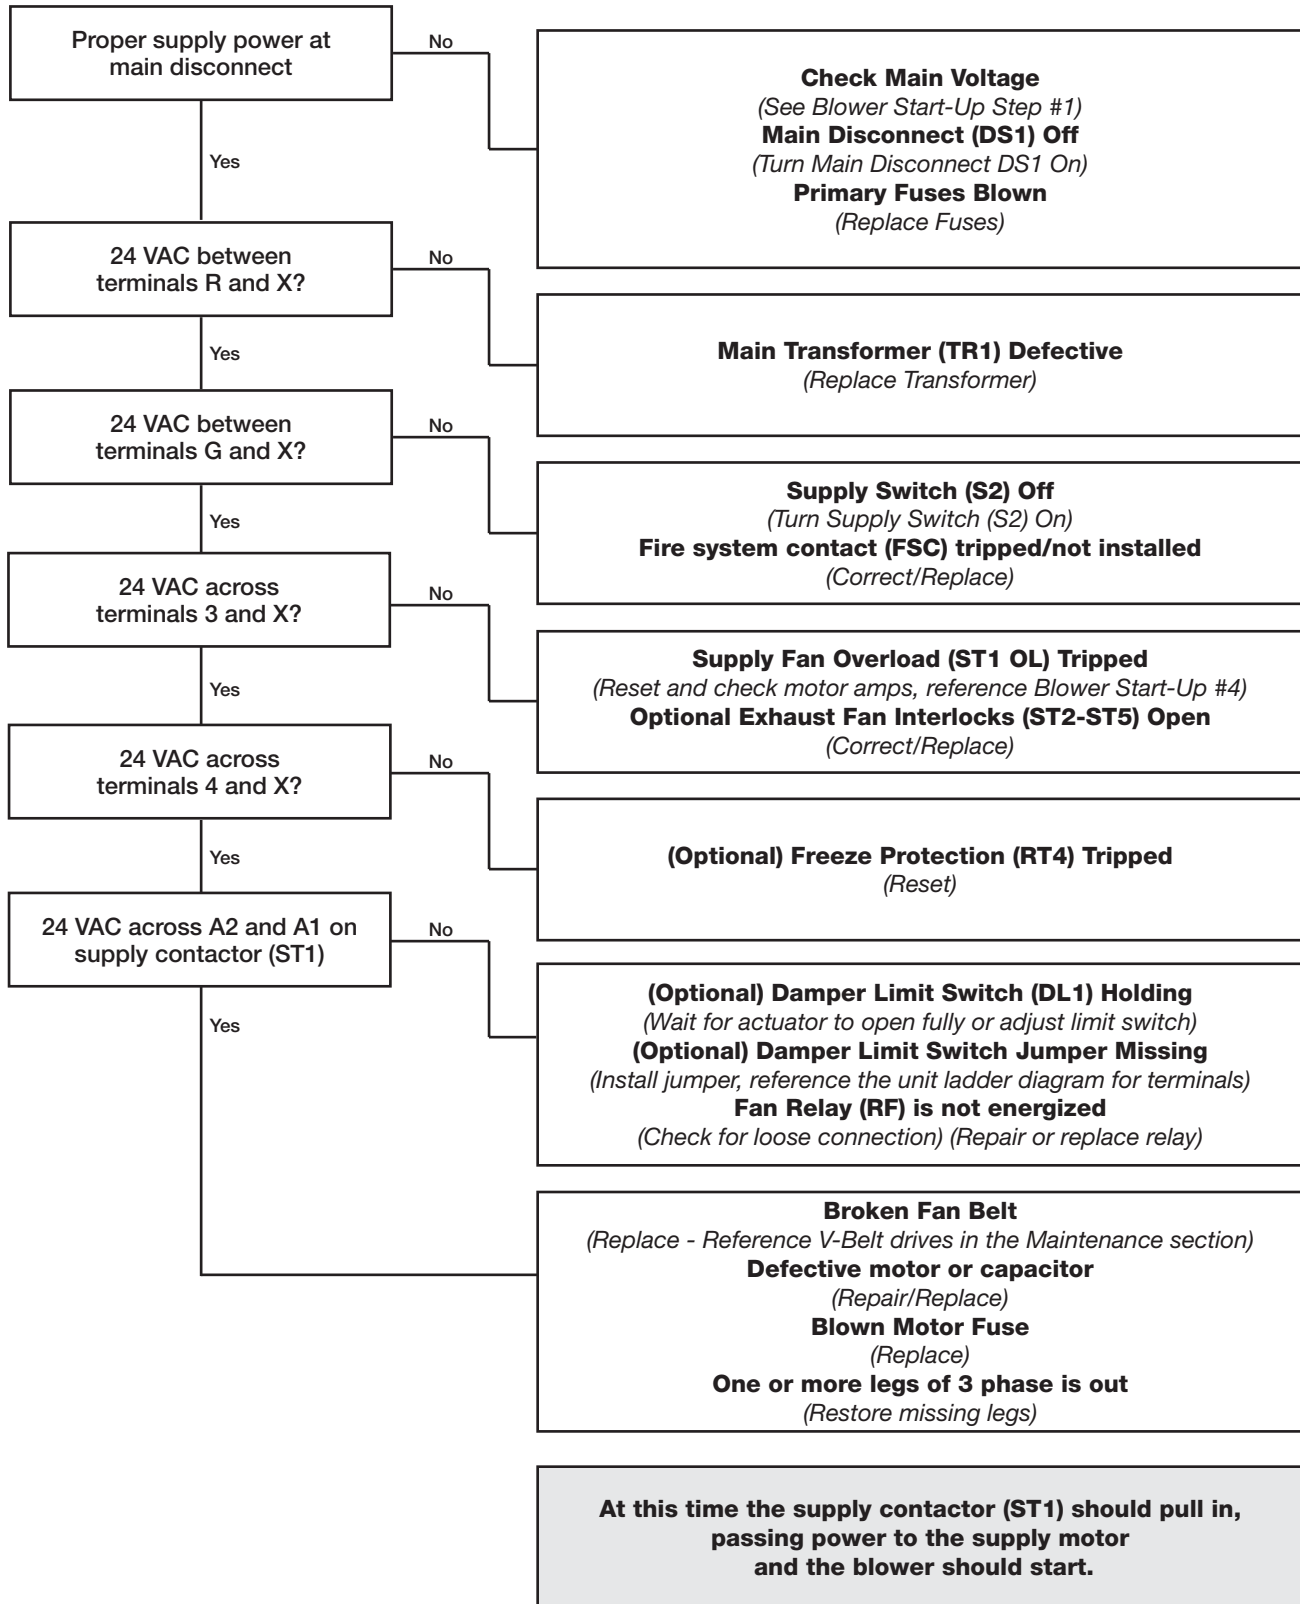 Proper supply power at
main disconnect
No
Check Main Voltage
(See Blower Start-Up Step #1)
Main Disconnect (DS1) Off
(Turn Main Disconnect DS1 On)
Primary Fuses Blown
(Replace Fuses)
Yes
24 VAC between
terminals R and X?
No
Main Transformer (TR1) Defective
(Replace Transformer)
Yes
24 VAC between
terminals G and X?
No
Supply Switch (S2) Off
(Turn Supply Switch (S2) On)
Fire system contact (FSC) tripped/not installed
(Correct/Replace)
Yes
24 VAC across
terminals 3 and X?
No
Supply Fan Overload (ST1 OL) Tripped
(Reset and check motor amps, reference Blower Start-Up #4)
Optional Exhaust Fan Interlocks (ST2-ST5) Open
(Correct/Replace)
Yes
24 VAC across
terminals 4 and X?
No
(Optional) Freeze Protection (RT4) Tripped
(Reset)
Yes
24 VAC across A2 and A1 on
supply contactor (ST1)
No
(Optional) Damper Limit Switch (DL1) Holding
(Wait for actuator to open fully or adjust limit switch)
(Optional) Damper Limit Switch Jumper Missing
(Install jumper, reference the unit ladder diagram for terminals)
Fan Relay (RF) is not energized
(Check for loose connection) (Repair or replace relay)
Yes
Broken Fan Belt
(Replace - Reference V-Belt drives in the Maintenance section)
Defective motor or capacitor
(Repair/Replace)
Blown Motor Fuse
(Replace)
One or more legs of 3 phase is out
(Restore missing legs)
At this time the supply contactor (ST1) should pull in,
passing power to the supply motor
and the blower should start.